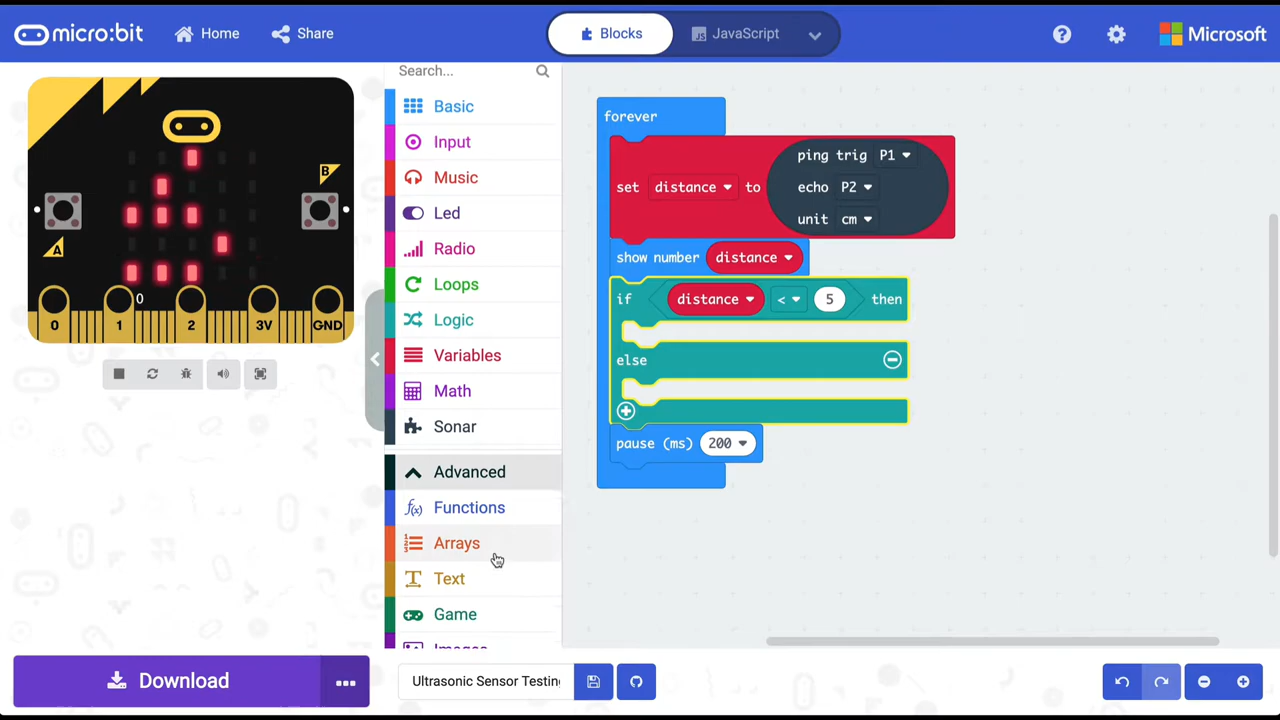 micro:bit
Home
Share
Blocks
JavaScript
Microsoft
Search...
Basic
Input
Music
Led
Radio
Loops
Logic
Variables
Math
Sonar
Advanced
Functions
Arrays
Text
Game
Images
A
B
0
0
1
2
3V
GND
forever
set distance to
ping trig P1
echo P2
unit cm
show number distance
if distance < 5 then
else
pause (ms) 200
Download
Ultrasonic Sensor Testing